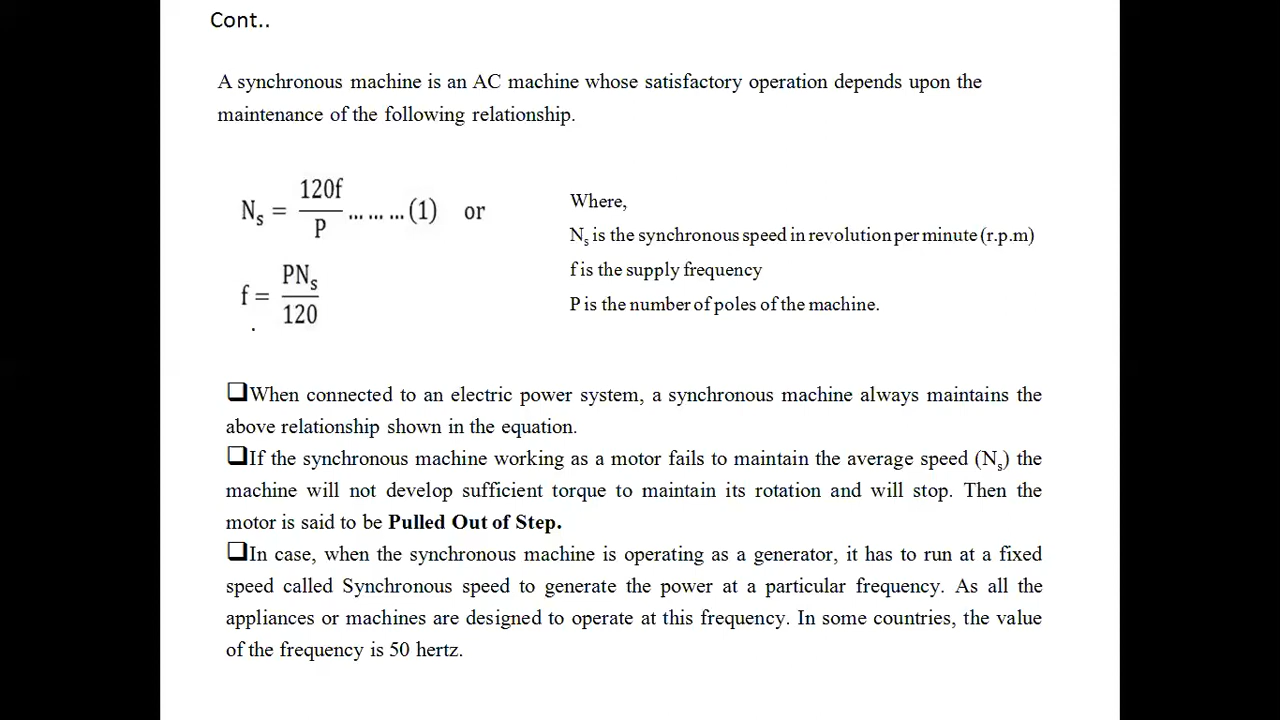 Cont..
A synchronous machine is an AC machine whose satisfactory operation depends upon the
maintenance of the following relationship.
Nₛ = 120f/P ... ... ... (1) or
f = PNₛ/120
Where,
Nₛ is the synchronous speed in revolution per minute (r.p.m)
f is the supply frequency
P is the number of poles of the machine.
❑When connected to an electric power system, a synchronous machine always maintains the
above relationship shown in the equation.
❑If the synchronous machine working as a motor fails to maintain the average speed (Nₛ) the
machine will not develop sufficient torque to maintain its rotation and will stop. Then the
motor is said to be Pulled Out of Step.
❑In case, when the synchronous machine is operating as a generator, it has to run at a fixed
speed called Synchronous speed to generate the power at a particular frequency. As all the
appliances or machines are designed to operate at this frequency. In some countries, the value
of the frequency is 50 hertz.